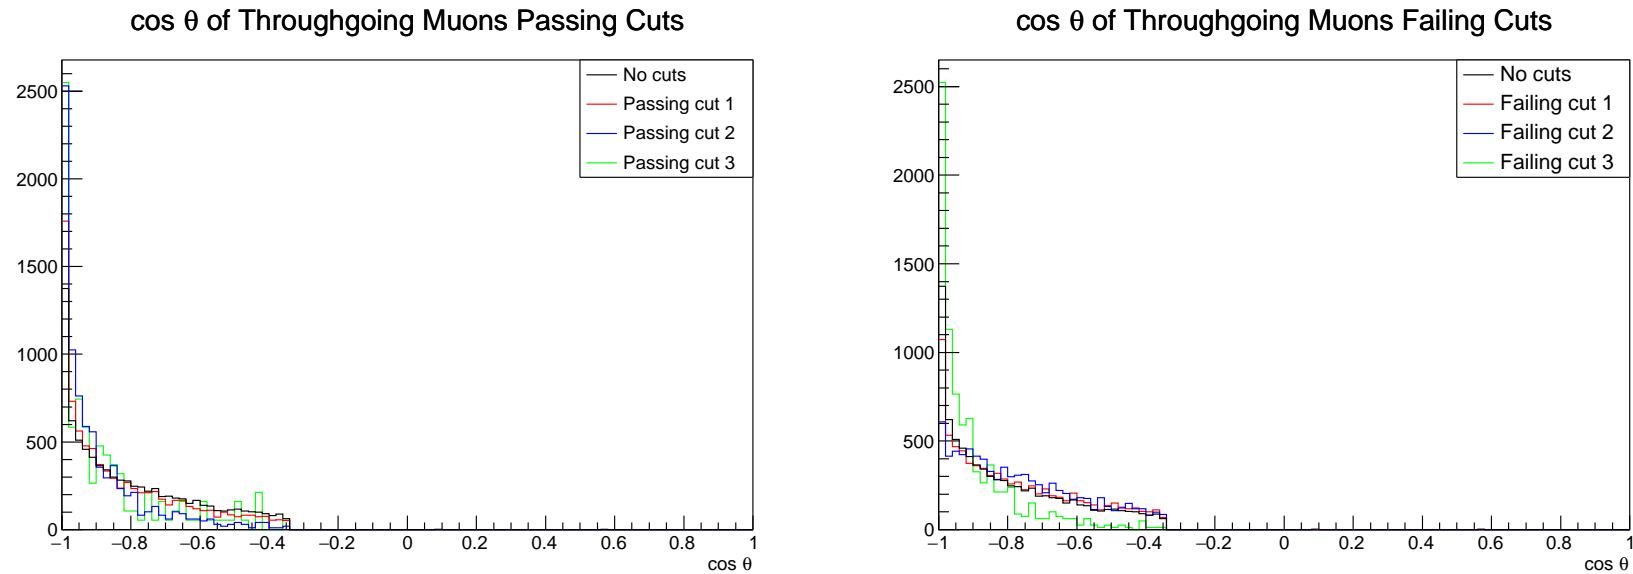 cos θ of Throughgoing Muons Passing Cuts
No cuts
Passing cut 1
Passing cut 2
Passing cut 3
2500
2000
1500
1000
500
0
−1 −0.8 −0.6 −0.4 −0.2 0 0.2 0.4 0.6 0.8 1
cos θ
cos θ of Throughgoing Muons Failing Cuts
No cuts
Failing cut 1
Failing cut 2
Failing cut 3
2500
2000
1500
1000
500
0
−1 −0.8 −0.6 −0.4 −0.2 0 0.2 0.4 0.6 0.8 1
cos θ